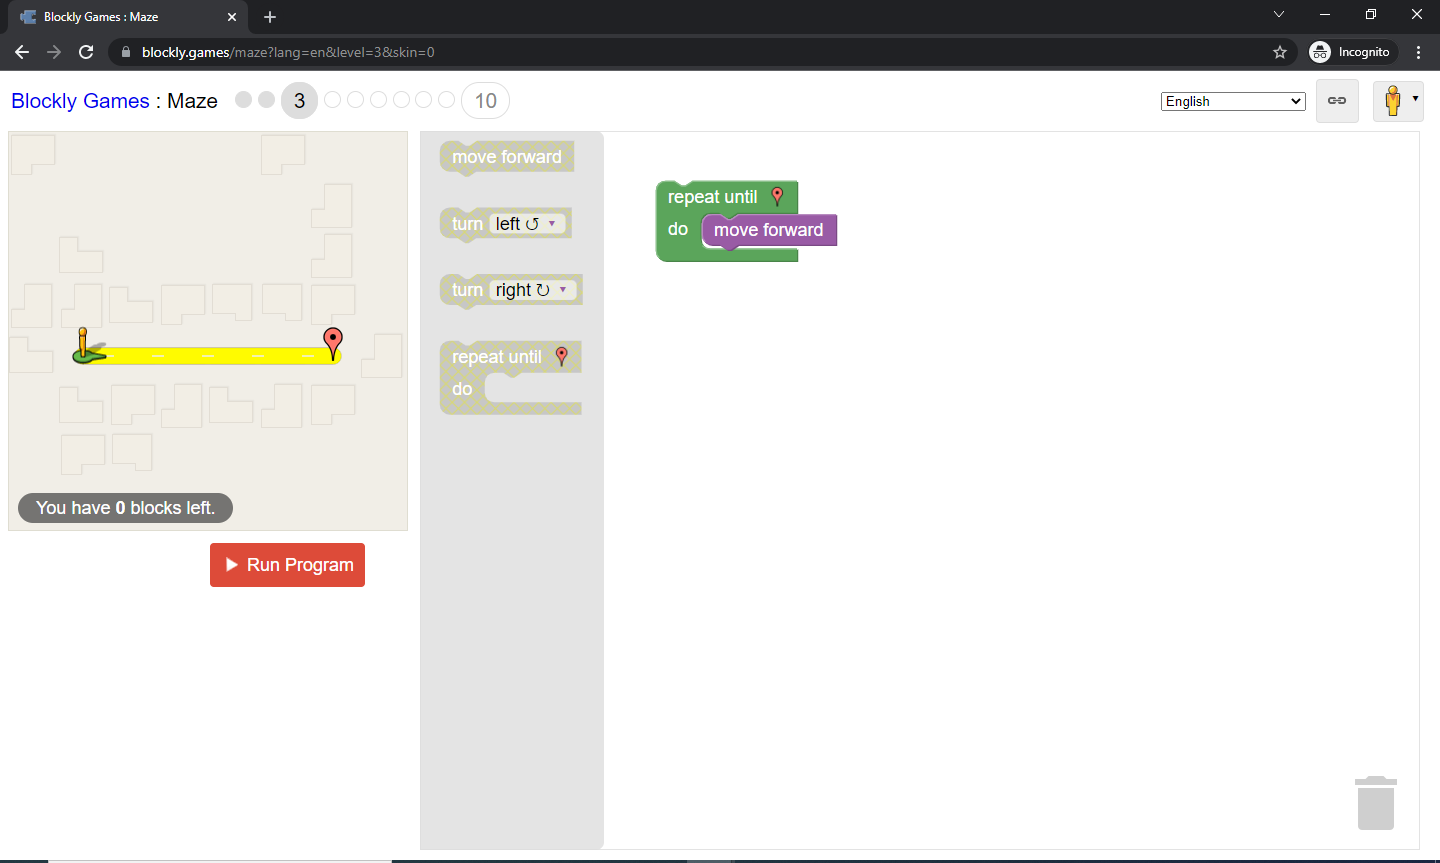 Blockly Games : Maze
blockly.games/maze?lang=en&level=3&skin=0
Incognito
Blockly Games : Maze 3 10
English
move forward
turn left ↺
turn right ↻
repeat until
do
repeat until
do move forward
You have 0 blocks left.
Run Program